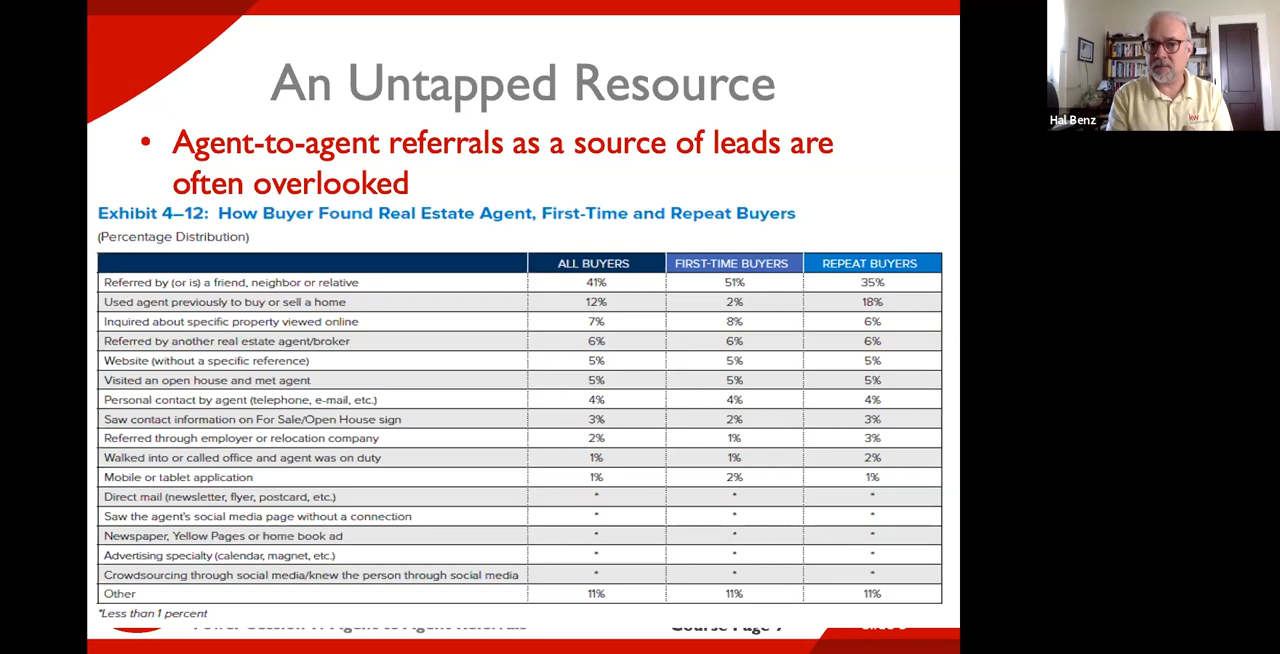 An Untapped Resource
• Agent-to-agent referrals as a source of leads are
often overlooked
Exhibit 4–12: How Buyer Found Real Estate Agent, First-Time and Repeat Buyers
(Percentage Distribution)
ALL BUYERS FIRST-TIME BUYERS REPEAT BUYERS
Referred by (or is) a friend, neighbor or relative 41% 51% 35%
Used agent previously to buy or sell a home 12% 2% 18%
Inquired about specific property viewed online 7% 8% 6%
Referred by another real estate agent/broker 6% 6% 6%
Website (without a specific reference) 5% 5% 5%
Visited an open house and met agent 5% 5% 5%
Personal contact by agent (telephone, e-mail, etc.) 4% 4% 4%
Saw contact information on For Sale/Open House sign 3% 2% 3%
Referred through employer or relocation company 2% 1% 3%
Walked into or called office and agent was on duty 1% 1% 2%
Mobile or tablet application 1% 2% 1%
Direct mail (newsletter, flyer, postcard, etc.) * * *
Saw the agent's social media page without a connection * * *
Newspaper, Yellow Pages or home book ad * * *
Advertising specialty (calendar, magnet, etc.) * * *
Crowdsourcing through social media/knew the person through social media * * *
Other 11% 11% 11%
*Less than 1 percent
Hal Benz
kw